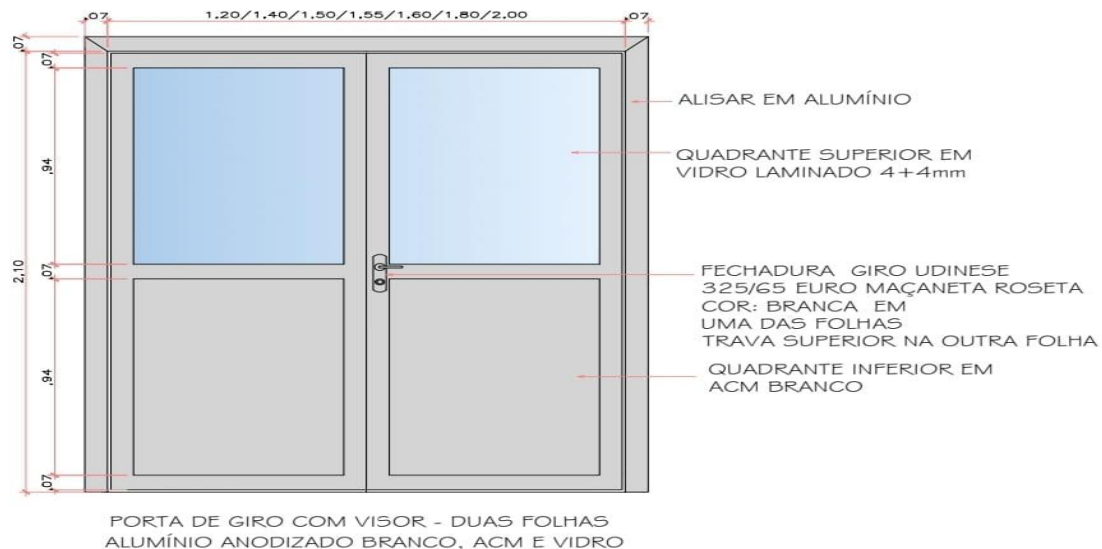 ,07
1.20/1.40/1.50/1.55/1.60/1.80/2.00
,07
,07
,07
ALISAR EM ALUMÍNIO
,94
QUADRANTE SUPERIOR EM
VIDRO LAMINADO 4+4mm
2,10
,07
FECHADURA GIRO UDINESE
325/65 EURO MAÇANETA ROSETA
COR: BRANCA EM
UMA DAS FOLHAS
TRAVA SUPERIOR NA OUTRA FOLHA
,94
QUADRANTE INFERIOR EM
ACM BRANCO
,07
PORTA DE GIRO COM VISOR - DUAS FOLHAS
ALUMÍNIO ANODIZADO BRANCO, ACM E VIDRO